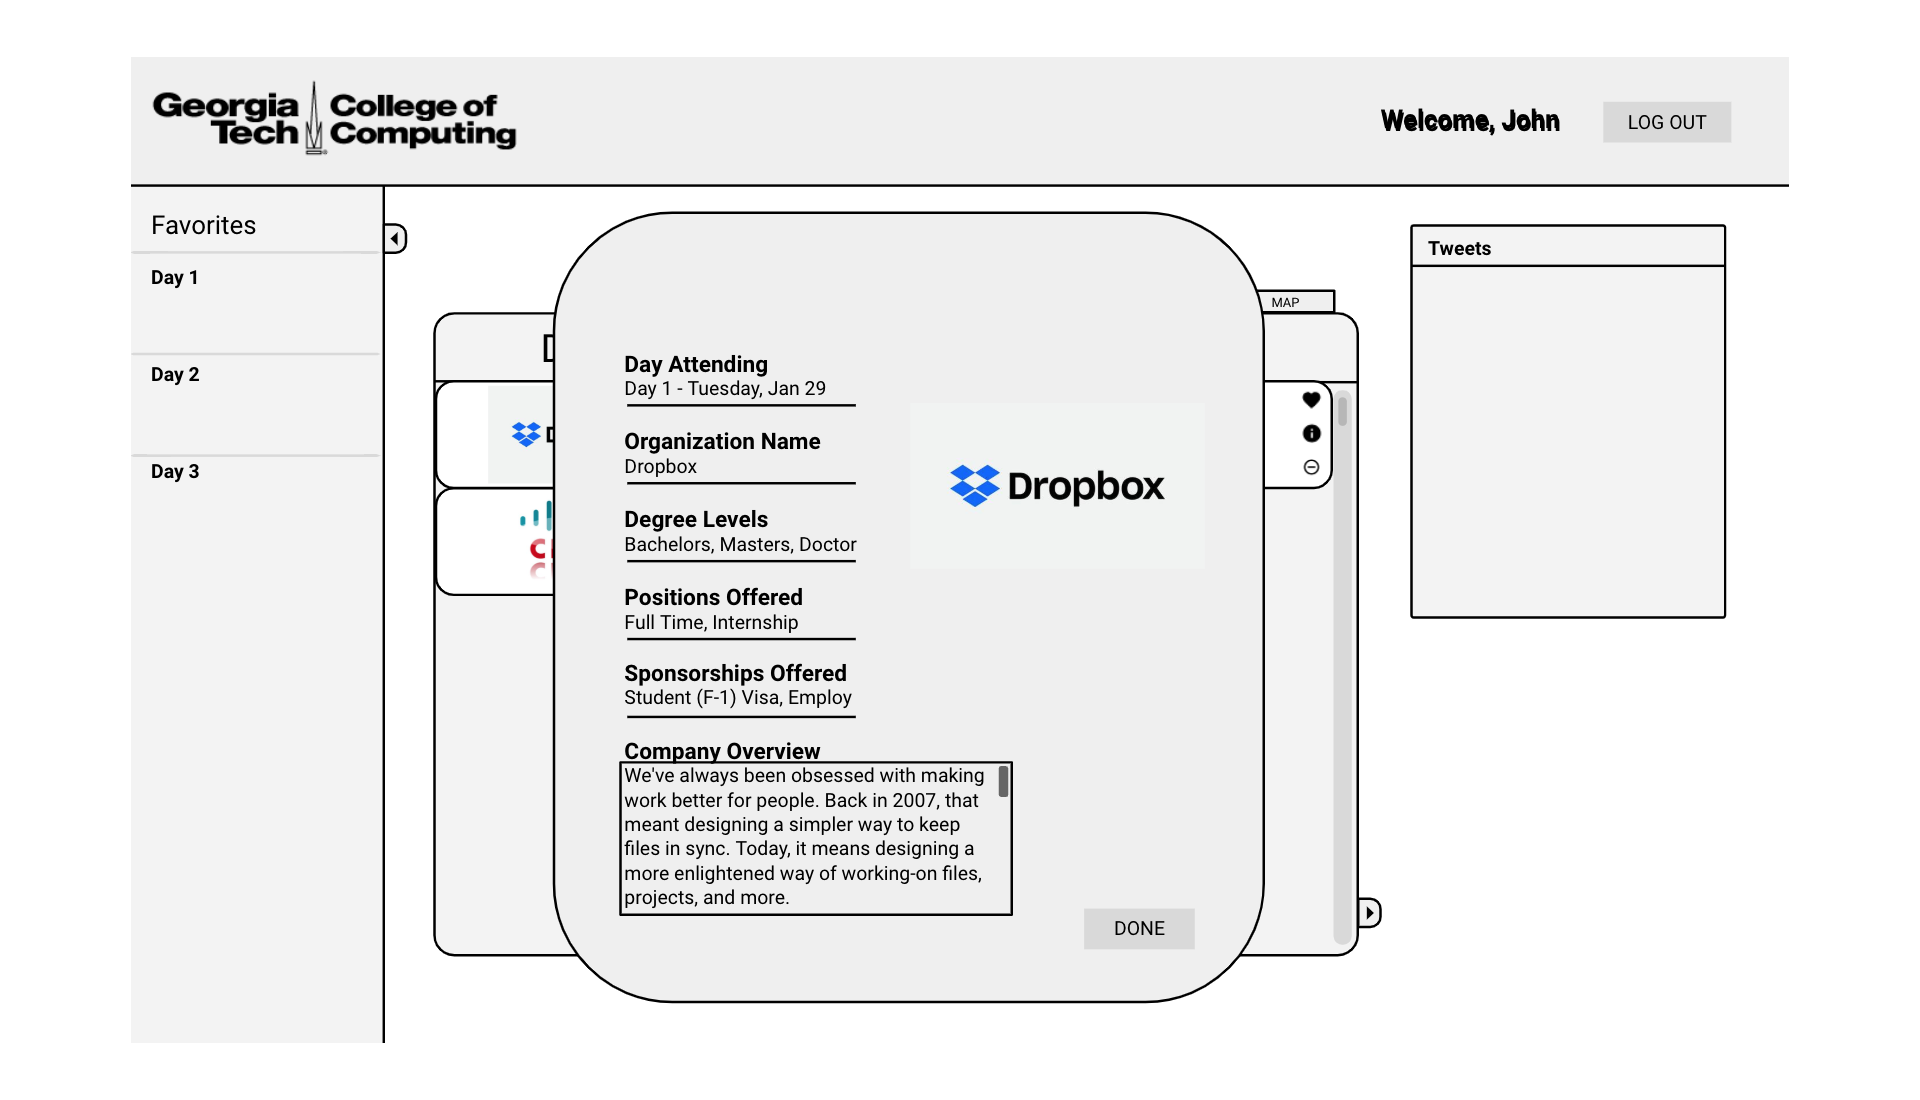 Georgia Tech
College of Computing
Welcome, John
LOG OUT
Favorites
Day 1
Day 2
Day 3
MAP
Tweets
Day Attending
Day 1 - Tuesday, Jan 29
Organization Name
Dropbox
Degree Levels
Bachelors, Masters, Doctor
Positions Offered
Full Time, Internship
Sponsorships Offered
Student (F-1) Visa, Employ
Company Overview
We've always been obsessed with making
work better for people. Back in 2007, that
meant designing a simpler way to keep
files in sync. Today, it means designing a
more enlightened way of working-on files,
projects, and more.
Dropbox
DONE